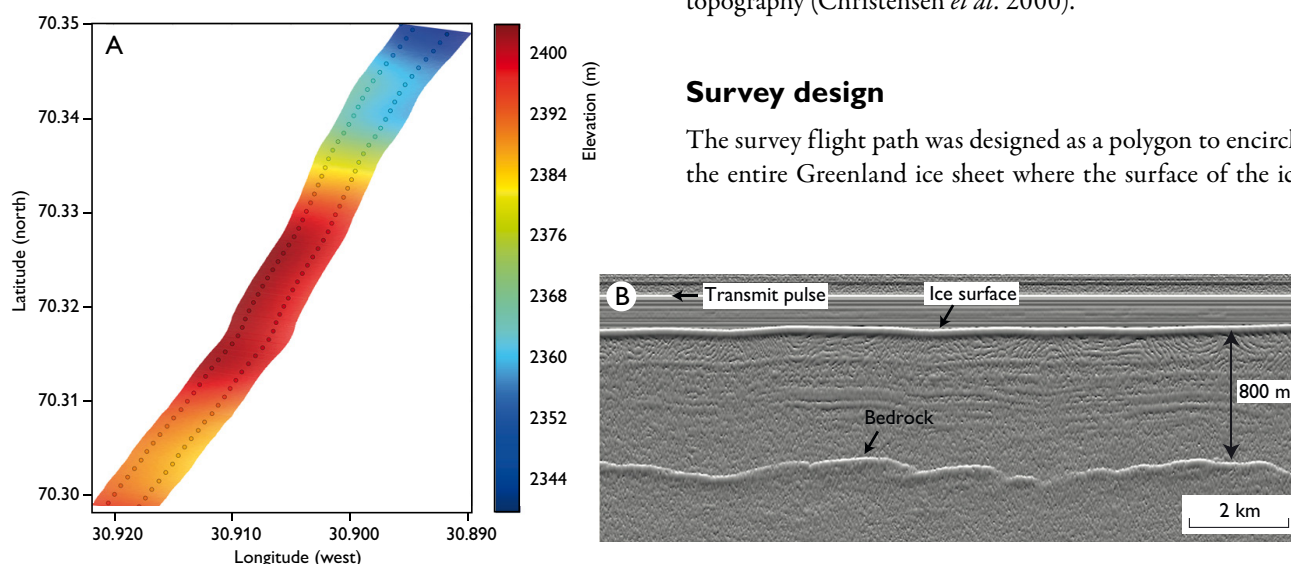 topography (Christensen et al. 2000).
Survey design
The survey flight path was designed as a polygon to encircl
the entire Greenland ice sheet where the surface of the ic
A
70.35
70.34
70.33
70.32
70.31
70.30
Latitude (north)
30.920
30.910
30.900
30.890
Longitude (west)
2400
2392
2384
2376
2368
2360
2352
2344
Elevation (m)
B
Transmit pulse
Ice surface
800 m
Bedrock
2 km